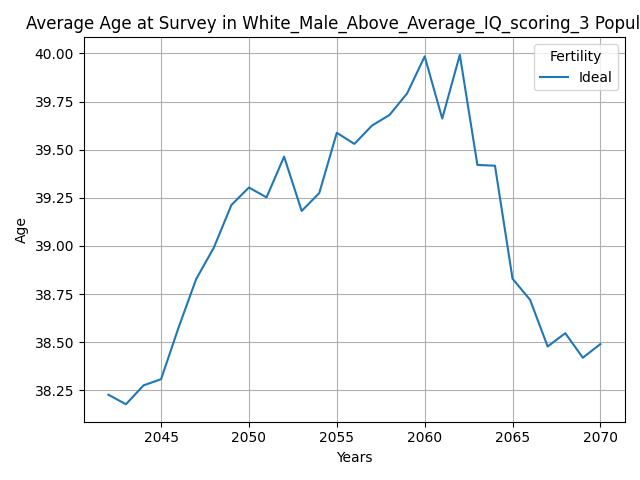 Average Age at Survey in White_Male_Above_Average_IQ_scoring_3 Popul
40.00
39.75
39.50
39.25
39.00
38.75
38.50
38.25
Age
Fertility
Ideal
2045 2050 2055 2060 2065 2070
Years